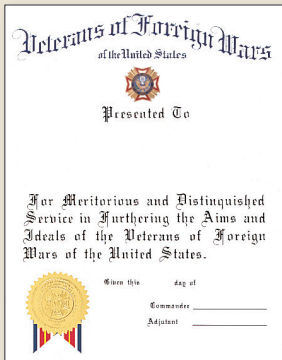 Veterans of Foreign Wars
of the United States
Presented To
For Meritorious and Distinquished
Service in Furthering the Aims and
Ideals of the Veterans of Foreign
Wars of the United States.
Given this day of
Commander
Adjutant